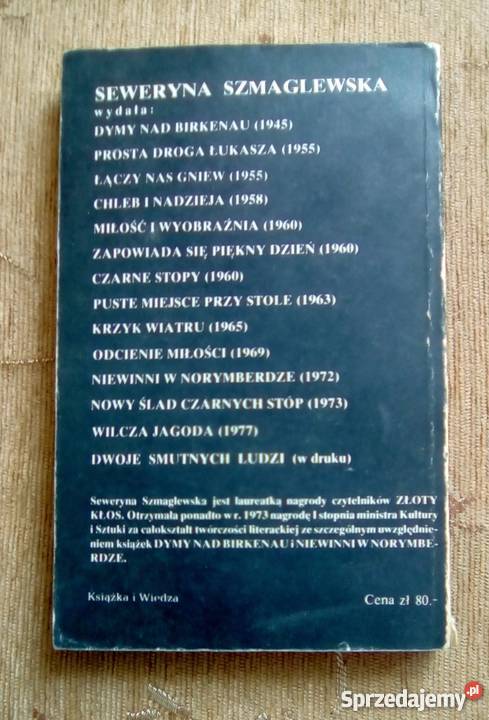 SEWERYNA SZMAGLEWSKA
wydała:
DYMY NAD BIRKENAU (1945)
PROSTA DROGA ŁUKASZA (1955)
ŁĄCZY NAS GNIEW (1955)
CHLEB I NADZIEJA (1958)
MIŁOŚĆ I WYOBRAŹNIA (1960)
ZAPOWIADA SIĘ PIĘKNY DZIEŃ (1960)
CZARNE STOPY (1960)
PUSTE MIEJSCE PRZY STOLE (1963)
KRZYK WIATRU (1965)
ODCIENIE MIŁOŚCI (1969)
NIEWINNI W NORYMBERDZE (1972)
NOWY ŚLAD CZARNYCH STÓP (1973)
WILCZA JAGODA (1977)
DWOJE SMUTNYCH LUDZI (w druku)
Seweryna Szmaglewska jest laureatką nagrody czytelników ZŁOTY
KŁOS. Otrzymała ponadto w r. 1973 nagrodę I stopnia ministra Kultury
i Sztuki za całokształt twórczości literackiej ze szczególnym uwzględnie-
niem książek DYMY NAD BIRKENAU i NIEWINNI W NORYMBE-
RDZE.
Książka i Wiedza
Cena zł 80.-
Sprzedajemy.pl